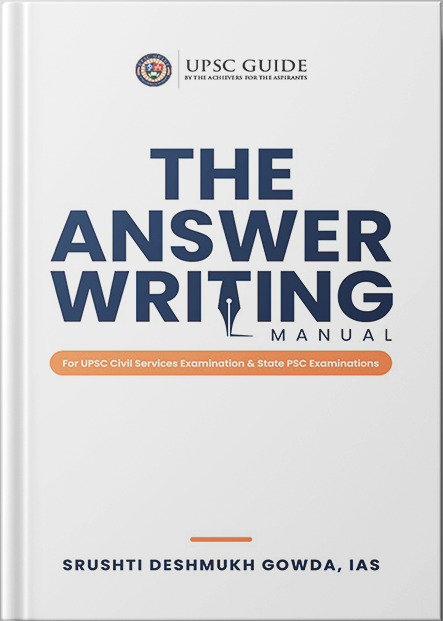 UPSC GUIDE
BY THE ACHIEVERS FOR THE ASPIRANTS
THE
ANSWER
WRITING
MANUAL
For UPSC Civil Services Examination & State PSC Examinations
SRUSHTI DESHMUKH GOWDA, IAS